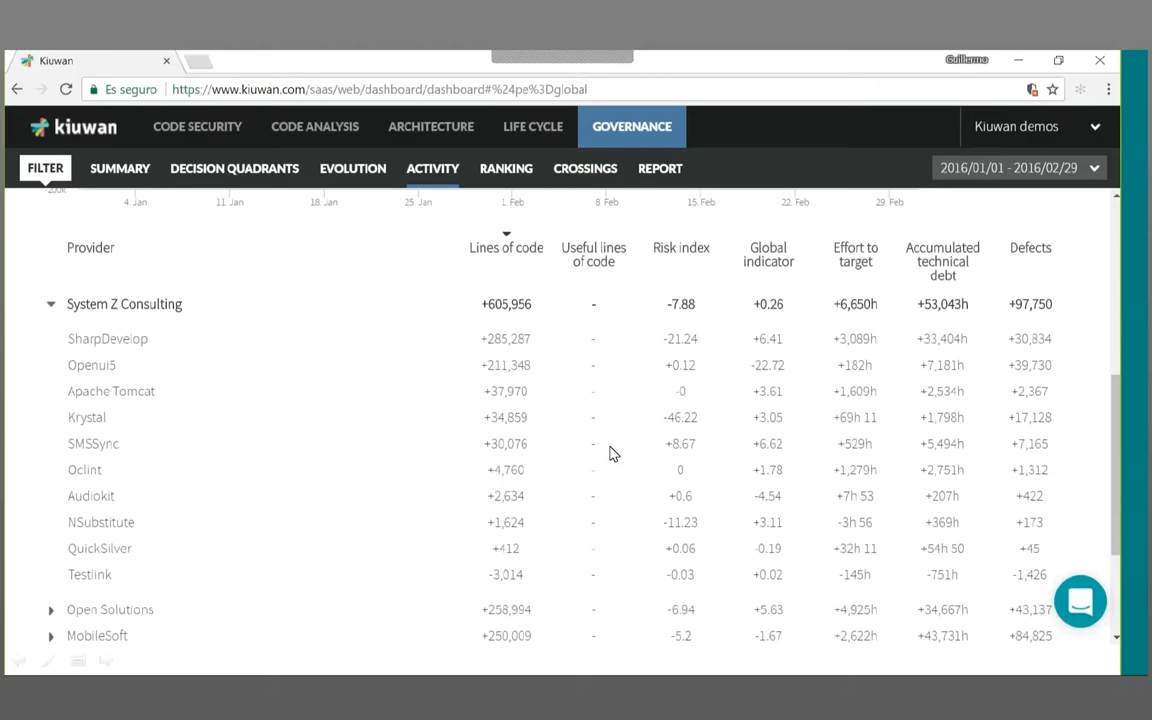 Kiuwan
Guillermo
Es seguro https://www.kiuwan.com/saas/web/dashboard/dashboard#%24pe%3Dglobal
kiuwan CODE SECURITY CODE ANALYSIS ARCHITECTURE LIFE CYCLE GOVERNANCE Kiuwan demos
FILTER SUMMARY DECISION QUADRANTS EVOLUTION ACTIVITY RANKING CROSSINGS REPORT 2016/01/01 - 2016/02/29
-200k
4. Jan 11. Jan 18. Jan 25. Jan 1. Feb 8. Feb 15. Feb 22. Feb 29. Feb
Provider Lines of code Useful lines of code Risk index Global indicator Effort to target Accumulated technical debt Defects
System Z Consulting +605,956 - -7.88 +0.26 +6,650h +53,043h +97,750
SharpDevelop +285,287 - -21.24 +6.41 +3,089h +33,404h +30,834
Openui5 +211,348 - +0.12 -22.72 +182h +7,181h +39,730
Apache Tomcat +37,970 - -0 +3.61 +1,609h +2,534h +2,367
Krystal +34,859 - -46.22 +3.05 +69h 11 +1,798h +17,128
SMSSync +30,076 - +8.67 +6.62 +529h +5,494h +7,165
Oclint +4,760 - 0 +1.78 +1,279h +2,751h +1,312
Audiokit +2,634 - +0.6 -4.54 +7h 53 +207h +422
NSubstitute +1,624 - -11.23 +3.11 -3h 56 +369h +173
QuickSilver +412 - +0.06 -0.19 +32h 11 +54h 50 +45
Testlink -3,014 - -0.03 +0.02 -145h -751h -1,426
Open Solutions +258,994 - -6.94 +5.63 +4,925h +34,667h +43,137
MobileSoft +250,009 - -5.2 -1.67 +2,622h +43,731h +84,825